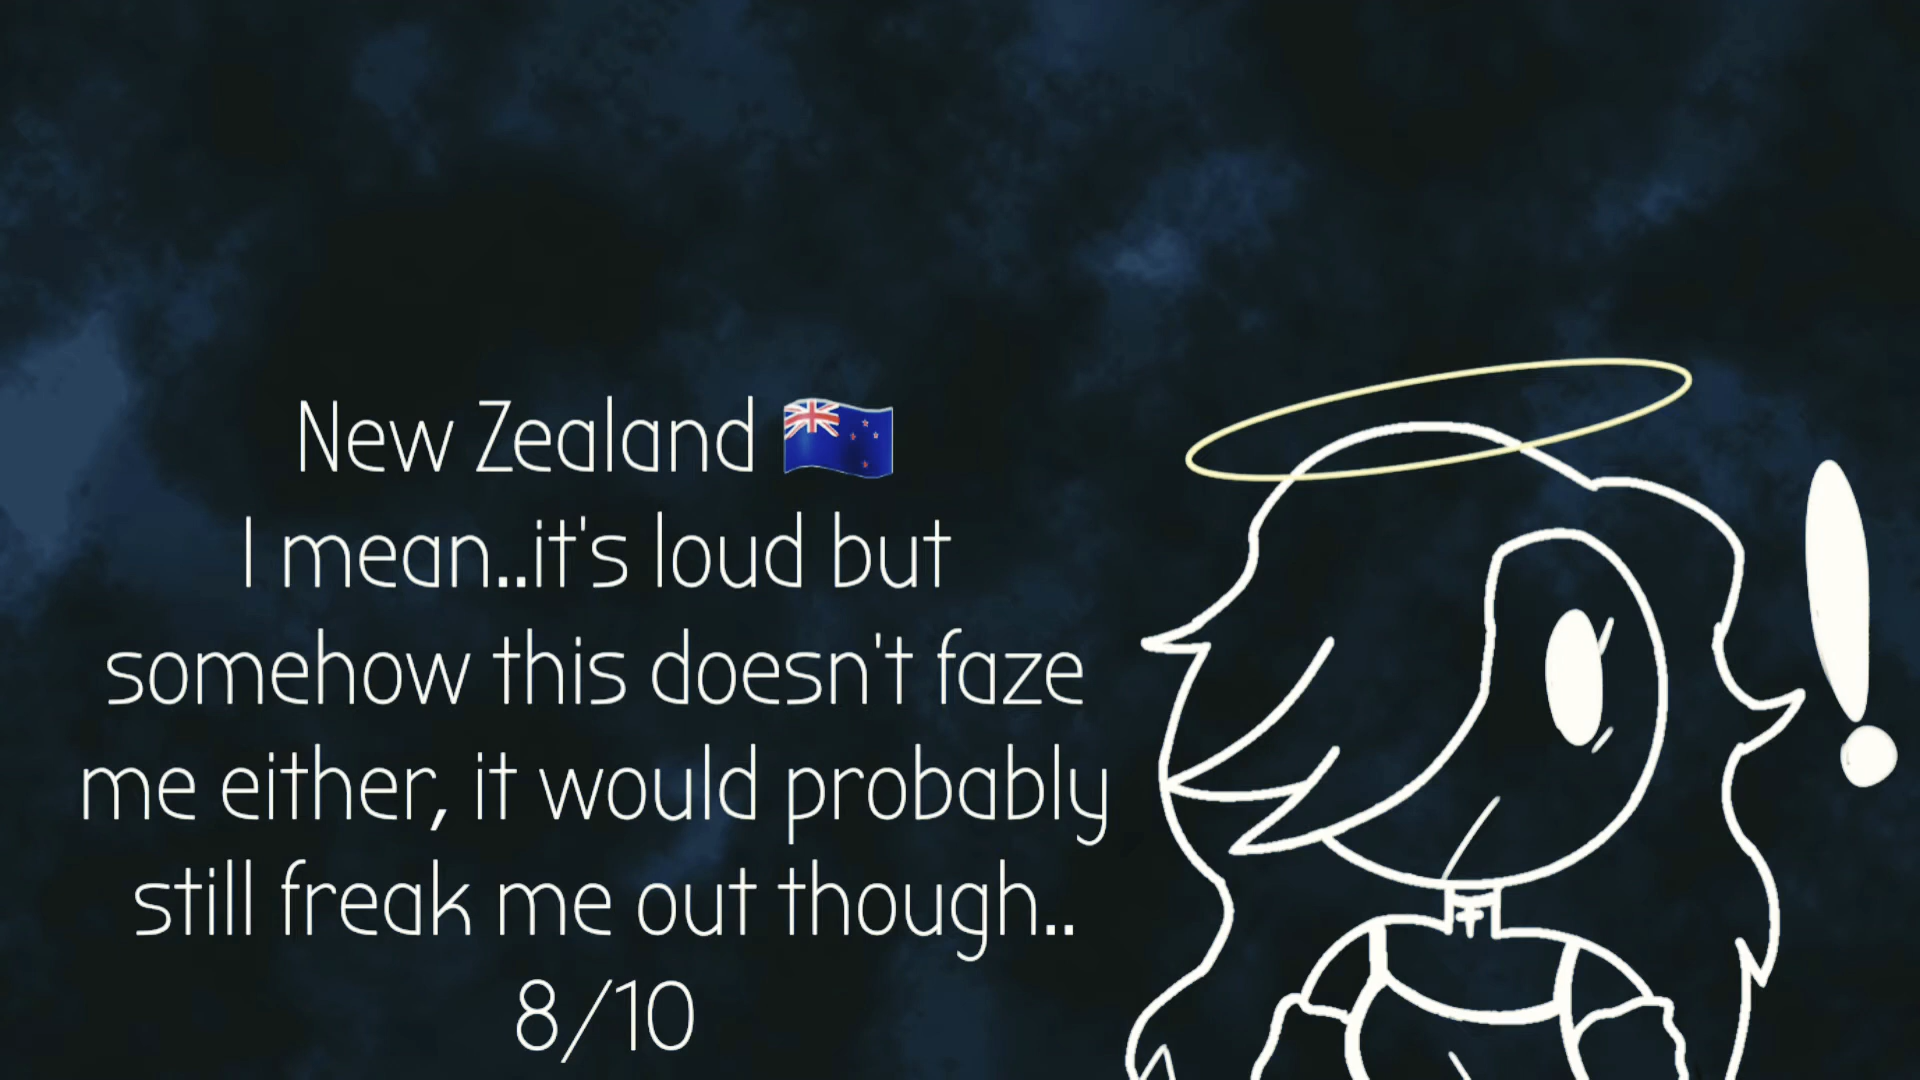 New Zealand 🇳🇿
I mean..it's loud but
somehow this doesn't faze
me either, it would probably
still freak me out though..
8/10